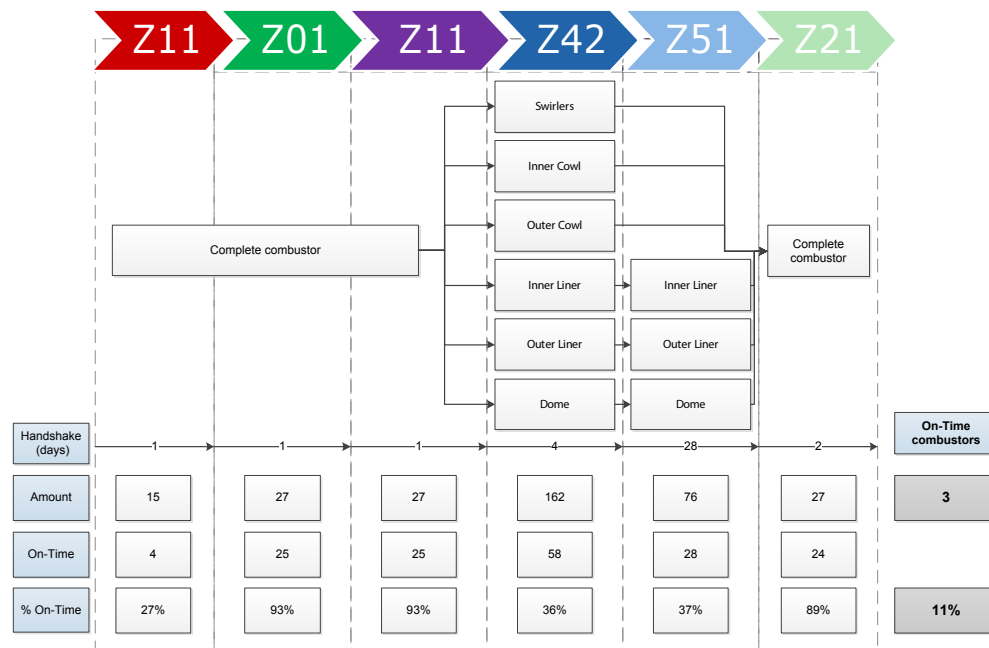 Z11 Z01 Z11 Z42 Z51 Z21
Swirlers
Inner Cowl
Outer Cowl
Complete combustor
Complete
combustor
Inner Liner Inner Liner
Outer Liner Outer Liner
Dome Dome
Handshake
(days)
1 1 1 4 28 2
On-Time
combustors
Amount 15 27 27 162 76 27 3
On-Time 4 25 25 58 28 24
% On-Time 27% 93% 93% 36% 37% 89% 11%